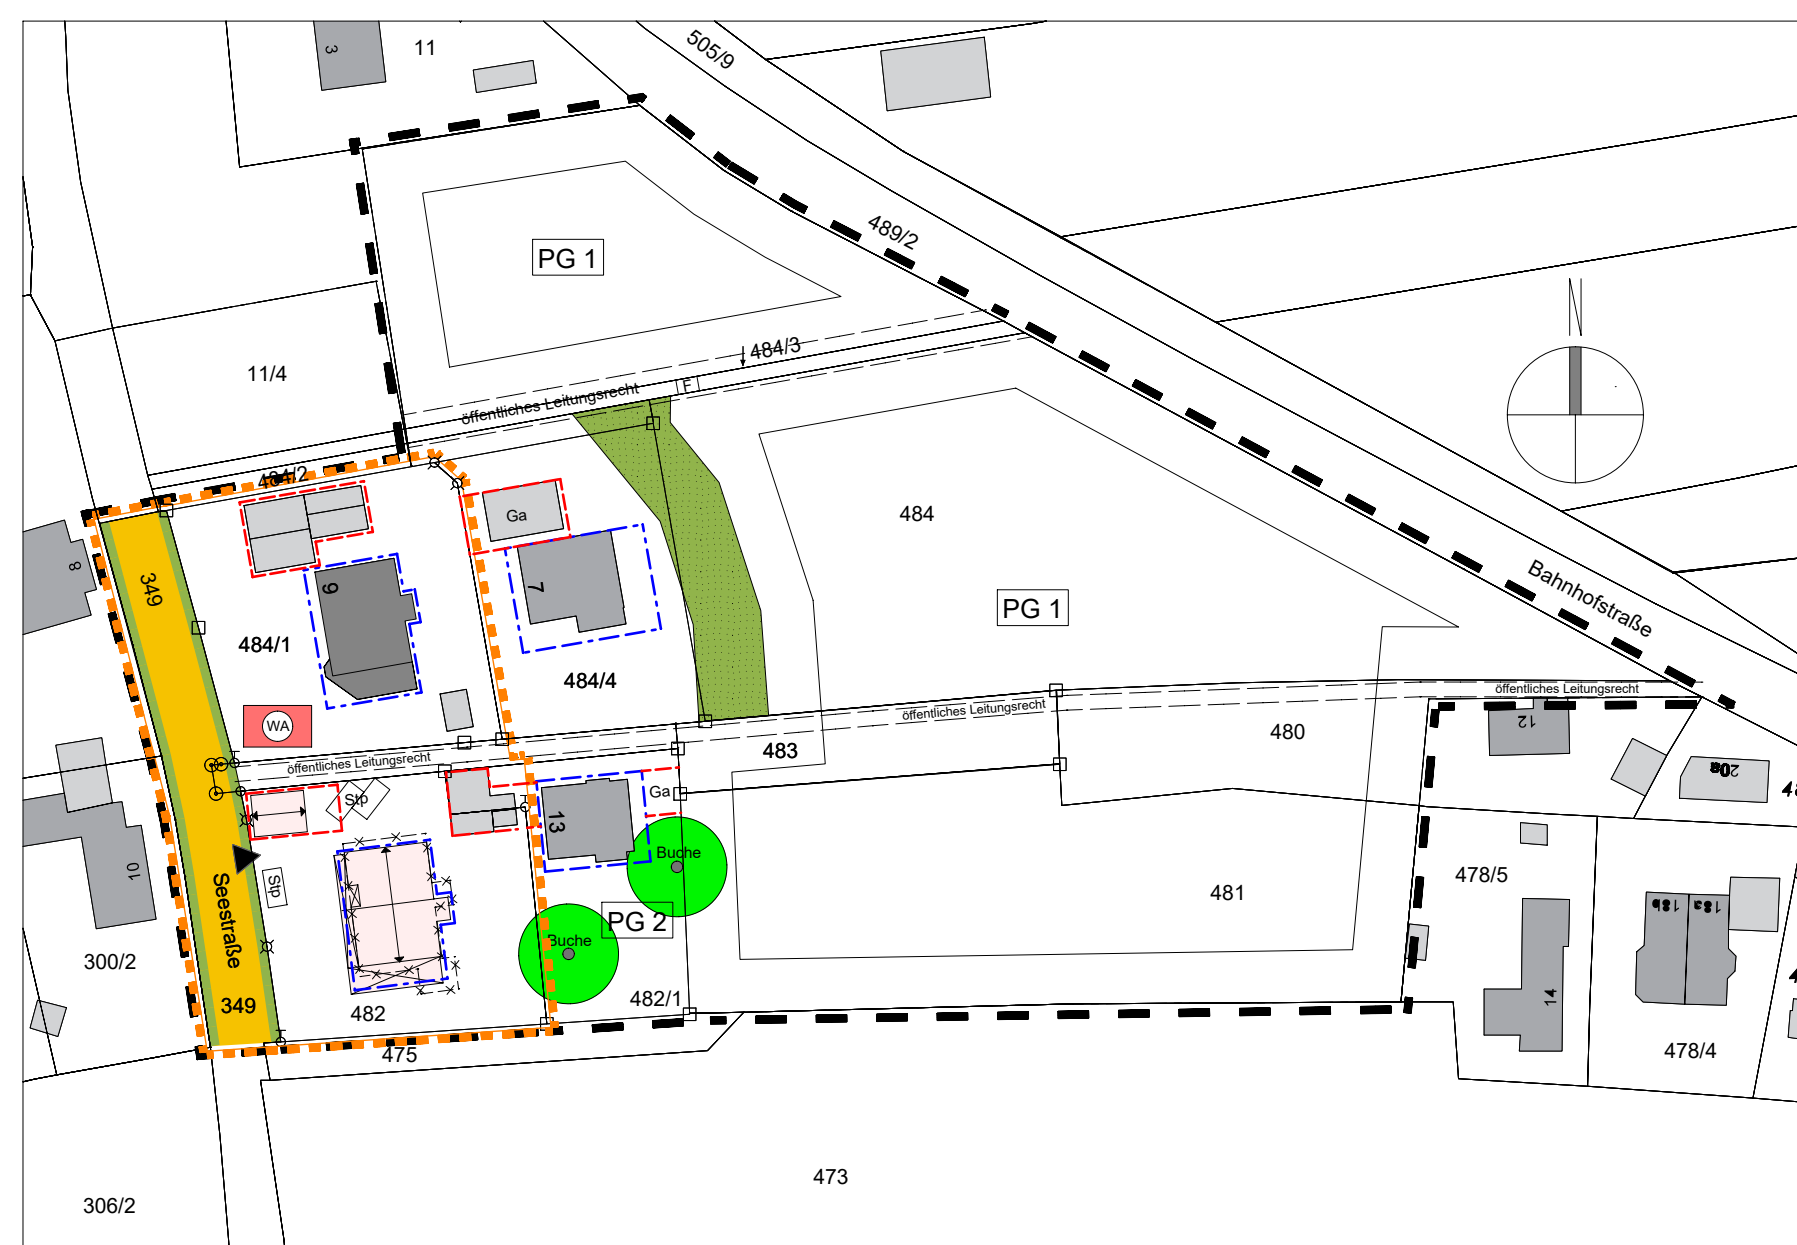 3
11
505/9
489/2
PG 1
484/3
11/4
F
öffentliches Leitungsrecht
484/2
484
Ga
8
349
9
7
Bahnhofstraße
PG 1
484/1
484/4
öffentliches Leitungsrecht
WA
öffentliches Leitungsrecht
12
480
483
öffentliches Leitungsrecht
20a
Stp
Ga
13
Buche
10
Stp
478/5
481
18b
18a
Seestraße
PG 2
Buche
300/2
349
482
482/1
14
475
478/4
473
306/2